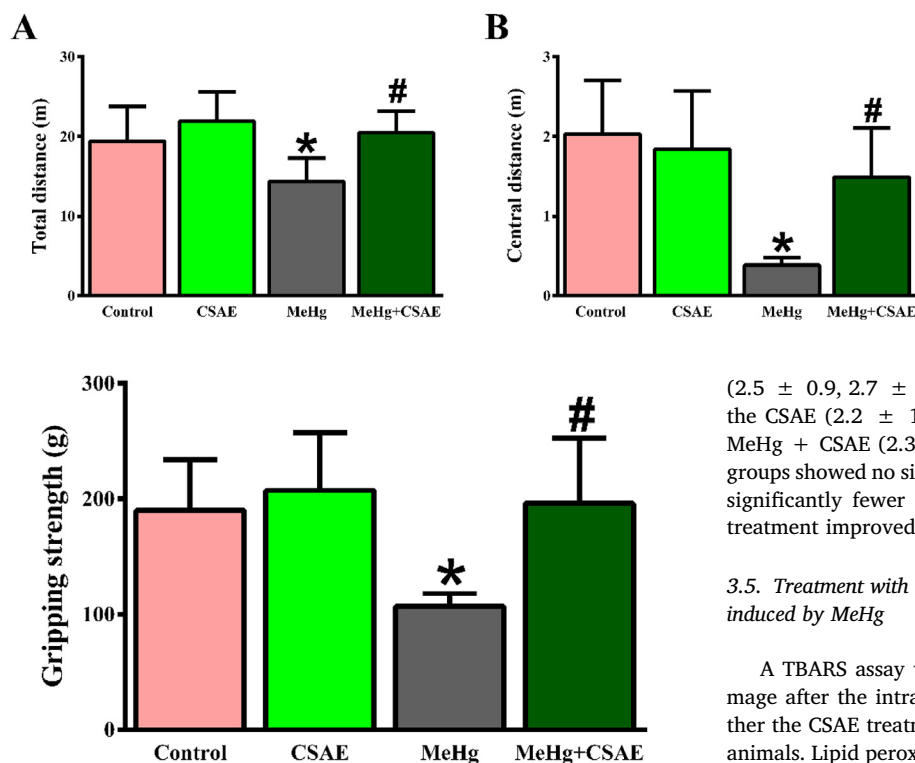 A
B
Total distance (m)
30
20
10
0
*
#
Control CSAE MeHg MeHg+CSAE
Central distance (m)
3
2
1
0
*
#
Control CSAE MeHg MeHg+CSAE
Gripping strength (g)
300
200
100
0
*
#
Control CSAE MeHg MeHg+CSAE
(2.5 ± 0.9, 2.7 ±
the CSAE (2.2 ± 1
MeHg + CSAE (2.3
groups showed no si
significantly fewer
treatment improved
3.5. Treatment with
induced by MeHg
A TBARS assay
mage after the intra
ther the CSAE treatm
animals. Lipid perox